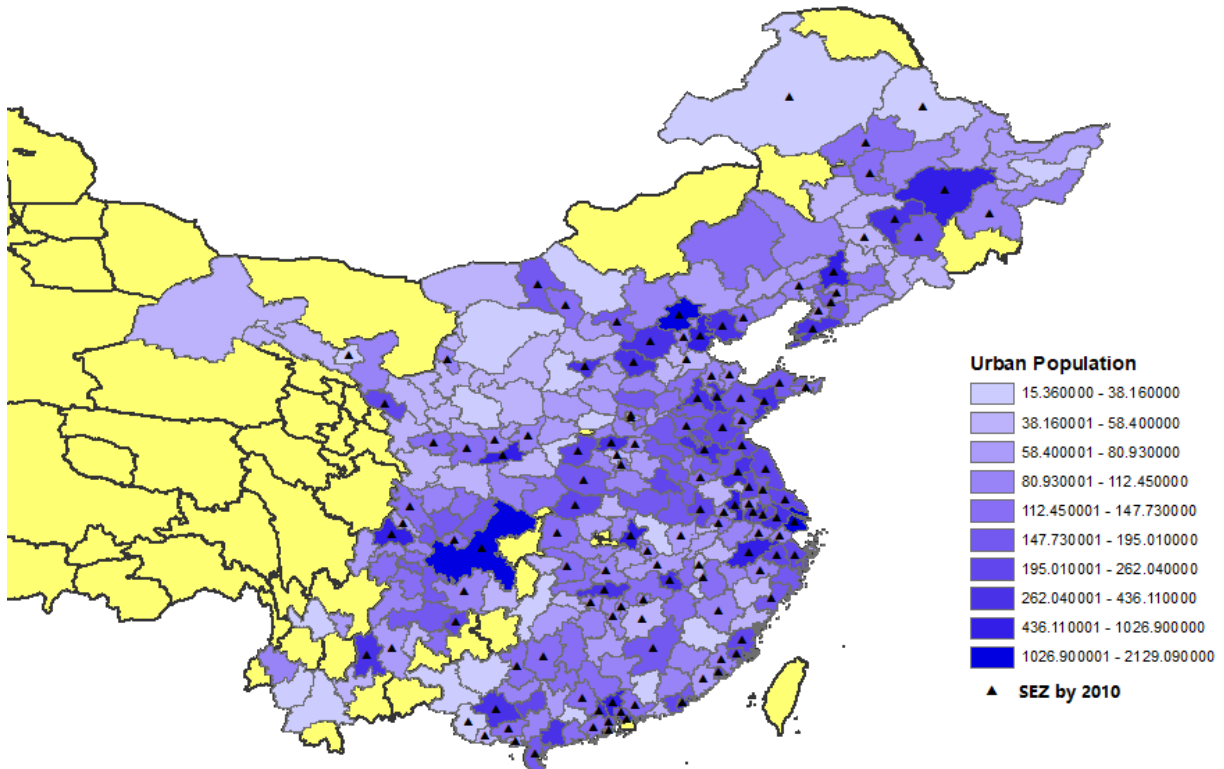 Urban Population
15.360000 - 38.160000
38.160001 - 58.400000
58.400001 - 80.930000
80.930001 - 112.450000
112.450001 - 147.730000
147.730001 - 195.010000
195.010001 - 262.040000
262.040001 - 436.110000
436.110001 - 1026.900000
1026.900001 - 2129.090000
SEZ by 2010